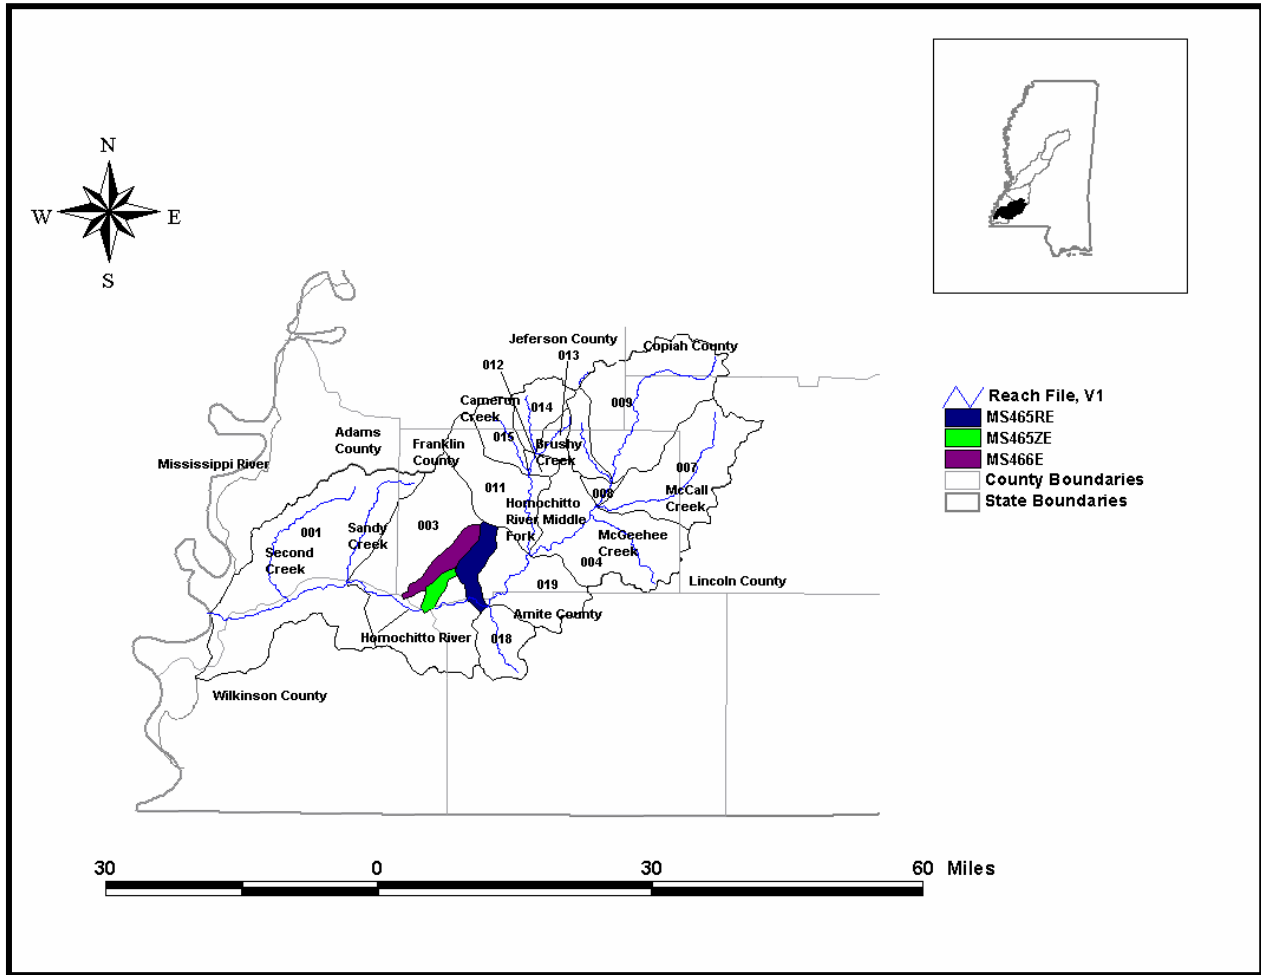 N
W
E
S
Jeferson County
013
Copiah County
012
Cameron
Creek
014
009
Adams
County
Franklin
County
015
Brushy
Creek
Mississippi River
007
McCall
Creek
011
008
Homochitto
River Middle
Fork
001
Sandy
Creek
003
McGeehee
Creek
Second
Creek
004
019
Lincoln County
Amite County
Homochitto River
018
Wilkinson County
Reach File, V1
MS465RE
MS465ZE
MS466E
County Boundaries
State Boundaries
30
0
30
60 Miles